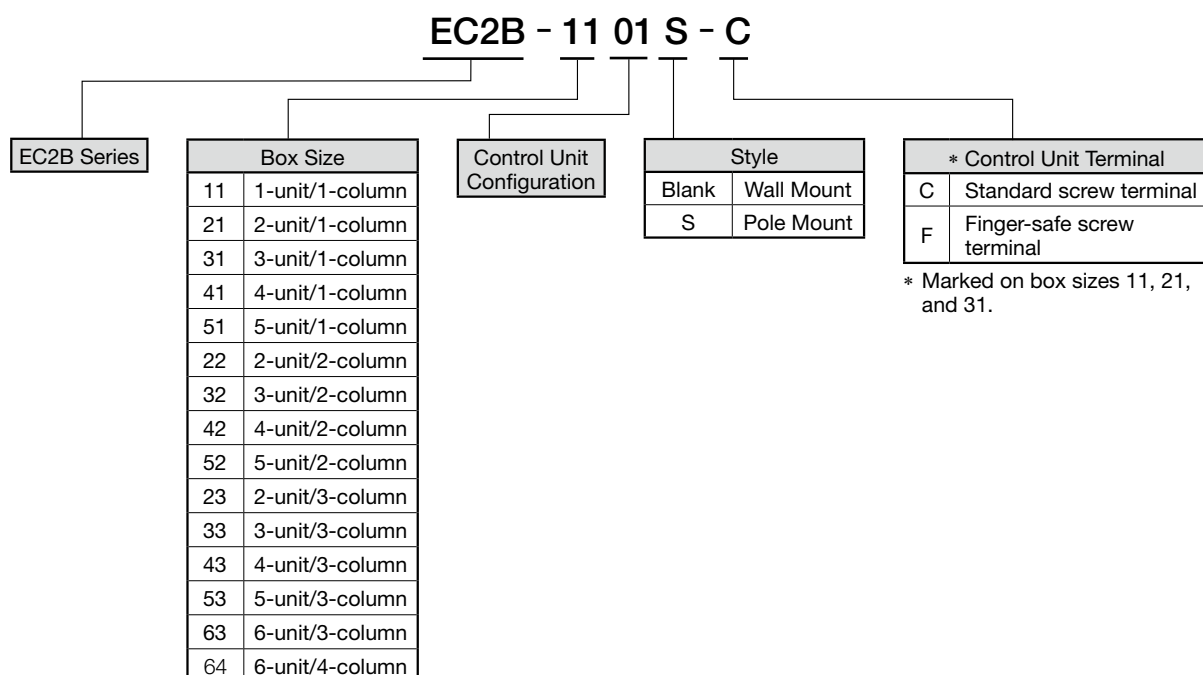 EC2B - 11 01 S - C
EC2B Series
Box Size
11 1-unit/1-column
21 2-unit/1-column
31 3-unit/1-column
41 4-unit/1-column
51 5-unit/1-column
22 2-unit/2-column
32 3-unit/2-column
42 4-unit/2-column
52 5-unit/2-column
23 2-unit/3-column
33 3-unit/3-column
43 4-unit/3-column
53 5-unit/3-column
63 6-unit/3-column
64 6-unit/4-column
Control Unit
Configuration
Style
Blank Wall Mount
S Pole Mount
* Control Unit Terminal
C Standard screw terminal
F Finger-safe screw
terminal
* Marked on box sizes 11, 21,
and 31.